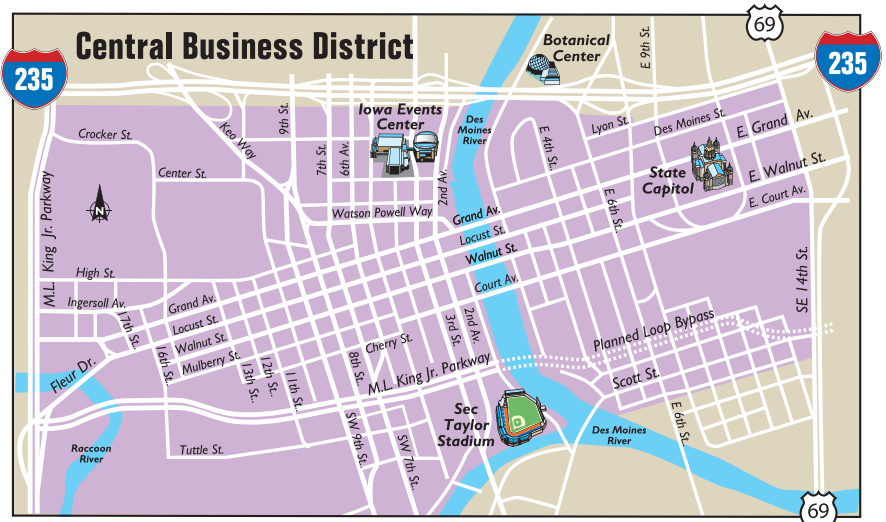 Central Business District
69
235
235
Botanical
Center
E 9th St.
Iowa Events
Center
Des
Moines
River
9th St.
Keo Way
7th St.
6th Av.
Crocker St.
Center St.
2nd Av.
Watson Powell Way
E 4th St.
Lyon St.
Des Moines St.
E. Grand Av.
State
Capitol
E. Walnut St.
E. Court Av.
E 6th St.
N
M.L. King Jr. Parkway
Grand Av.
Locust St.
Walnut St.
Court Av.
High St.
Ingersoll Av.
17th St.
Grand Av.
Locust St.
Walnut St.
Mulberry St.
16th St.
13th St.
12th St.
11th St.
Cherry St.
8th St.
3rd St.
2nd Av.
M.L. King Jr. Parkway
Fleur Dr.
Planned Loop Bypass
SE 14th St.
Scott St.
E 6th St.
Sec
Taylor
Stadium
Des Moines
River
SW 9th St.
SW 7th St.
Tuttle St.
Raccoon
River
69